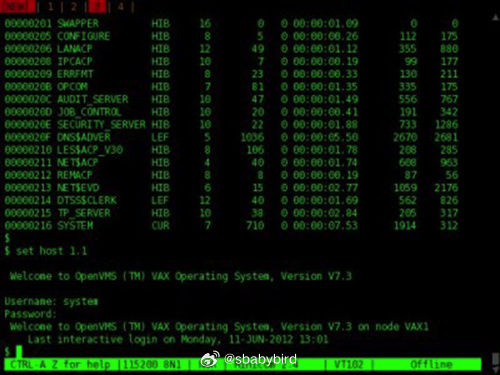 | 1 | 2 | 3 | 4 |
00000201 SWAPPER HIB 16 0 0 00:00:01.09 0 0
00000205 CONFIGURE HIB 8 5 0 00:00:00.26 112 175
00000206 LANACP HIB 12 49 0 00:00:01.12 355 880
00000208 IPCACP HIB 10 7 0 00:00:00.19 99 177
00000209 ERRFMT HIB 8 23 0 00:00:00.33 130 211
0000020B OPCOM HIB 7 81 0 00:00:01.35 335 175
0000020C AUDIT_SERVER HIB 10 47 0 00:00:01.49 556 767
0000020D JOB_CONTROL HIB 10 20 0 00:00:00.41 191 342
0000020E SECURITY_SERVER HIB 10 22 0 00:00:01.88 733 1286
0000020F DNS$ADVER LEF 5 1036 0 00:00:05.50 2670 2681
00000210 LES$ACP_V30 HIB 8 106 0 00:00:01.78 208 285
00000211 NET$ACP HIB 4 40 0 00:00:01.74 608 963
00000212 REMACP HIB 8 8 0 00:00:00.19 87 56
00000213 NET$EVD HIB 6 15 0 00:00:02.77 1059 2176
00000214 DTSS$CLERK LEF 12 40 0 00:00:01.69 562 826
00000215 TP_SERVER HIB 10 38 0 00:00:02.84 205 317
00000216 SYSTEM CUR 7 710 0 00:00:07.53 1914 312
$
$ set host 1.1
Welcome to OpenVMS (TM) VAX Operating System, Version V7.3
Username: system
Password:
Welcome to OpenVMS (TM) VAX Operating System, Version V7.3 on node VAX1
Last interactive login on Monday, 11-JUN-2012 13:01
$
@sbabybird
CTRL-A Z for help |115200 8N1 | | Minicom 2.4 | VT102 | Offline